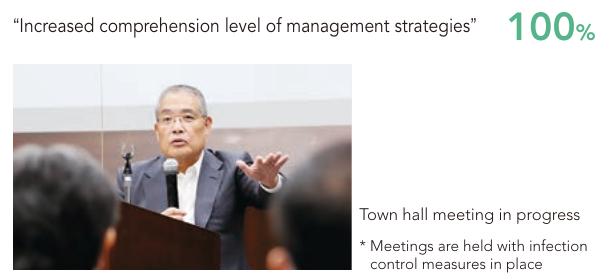 “Increased comprehension level of management strategies” 100%
Town hall meeting in progress
* Meetings are held with infection
control measures in place